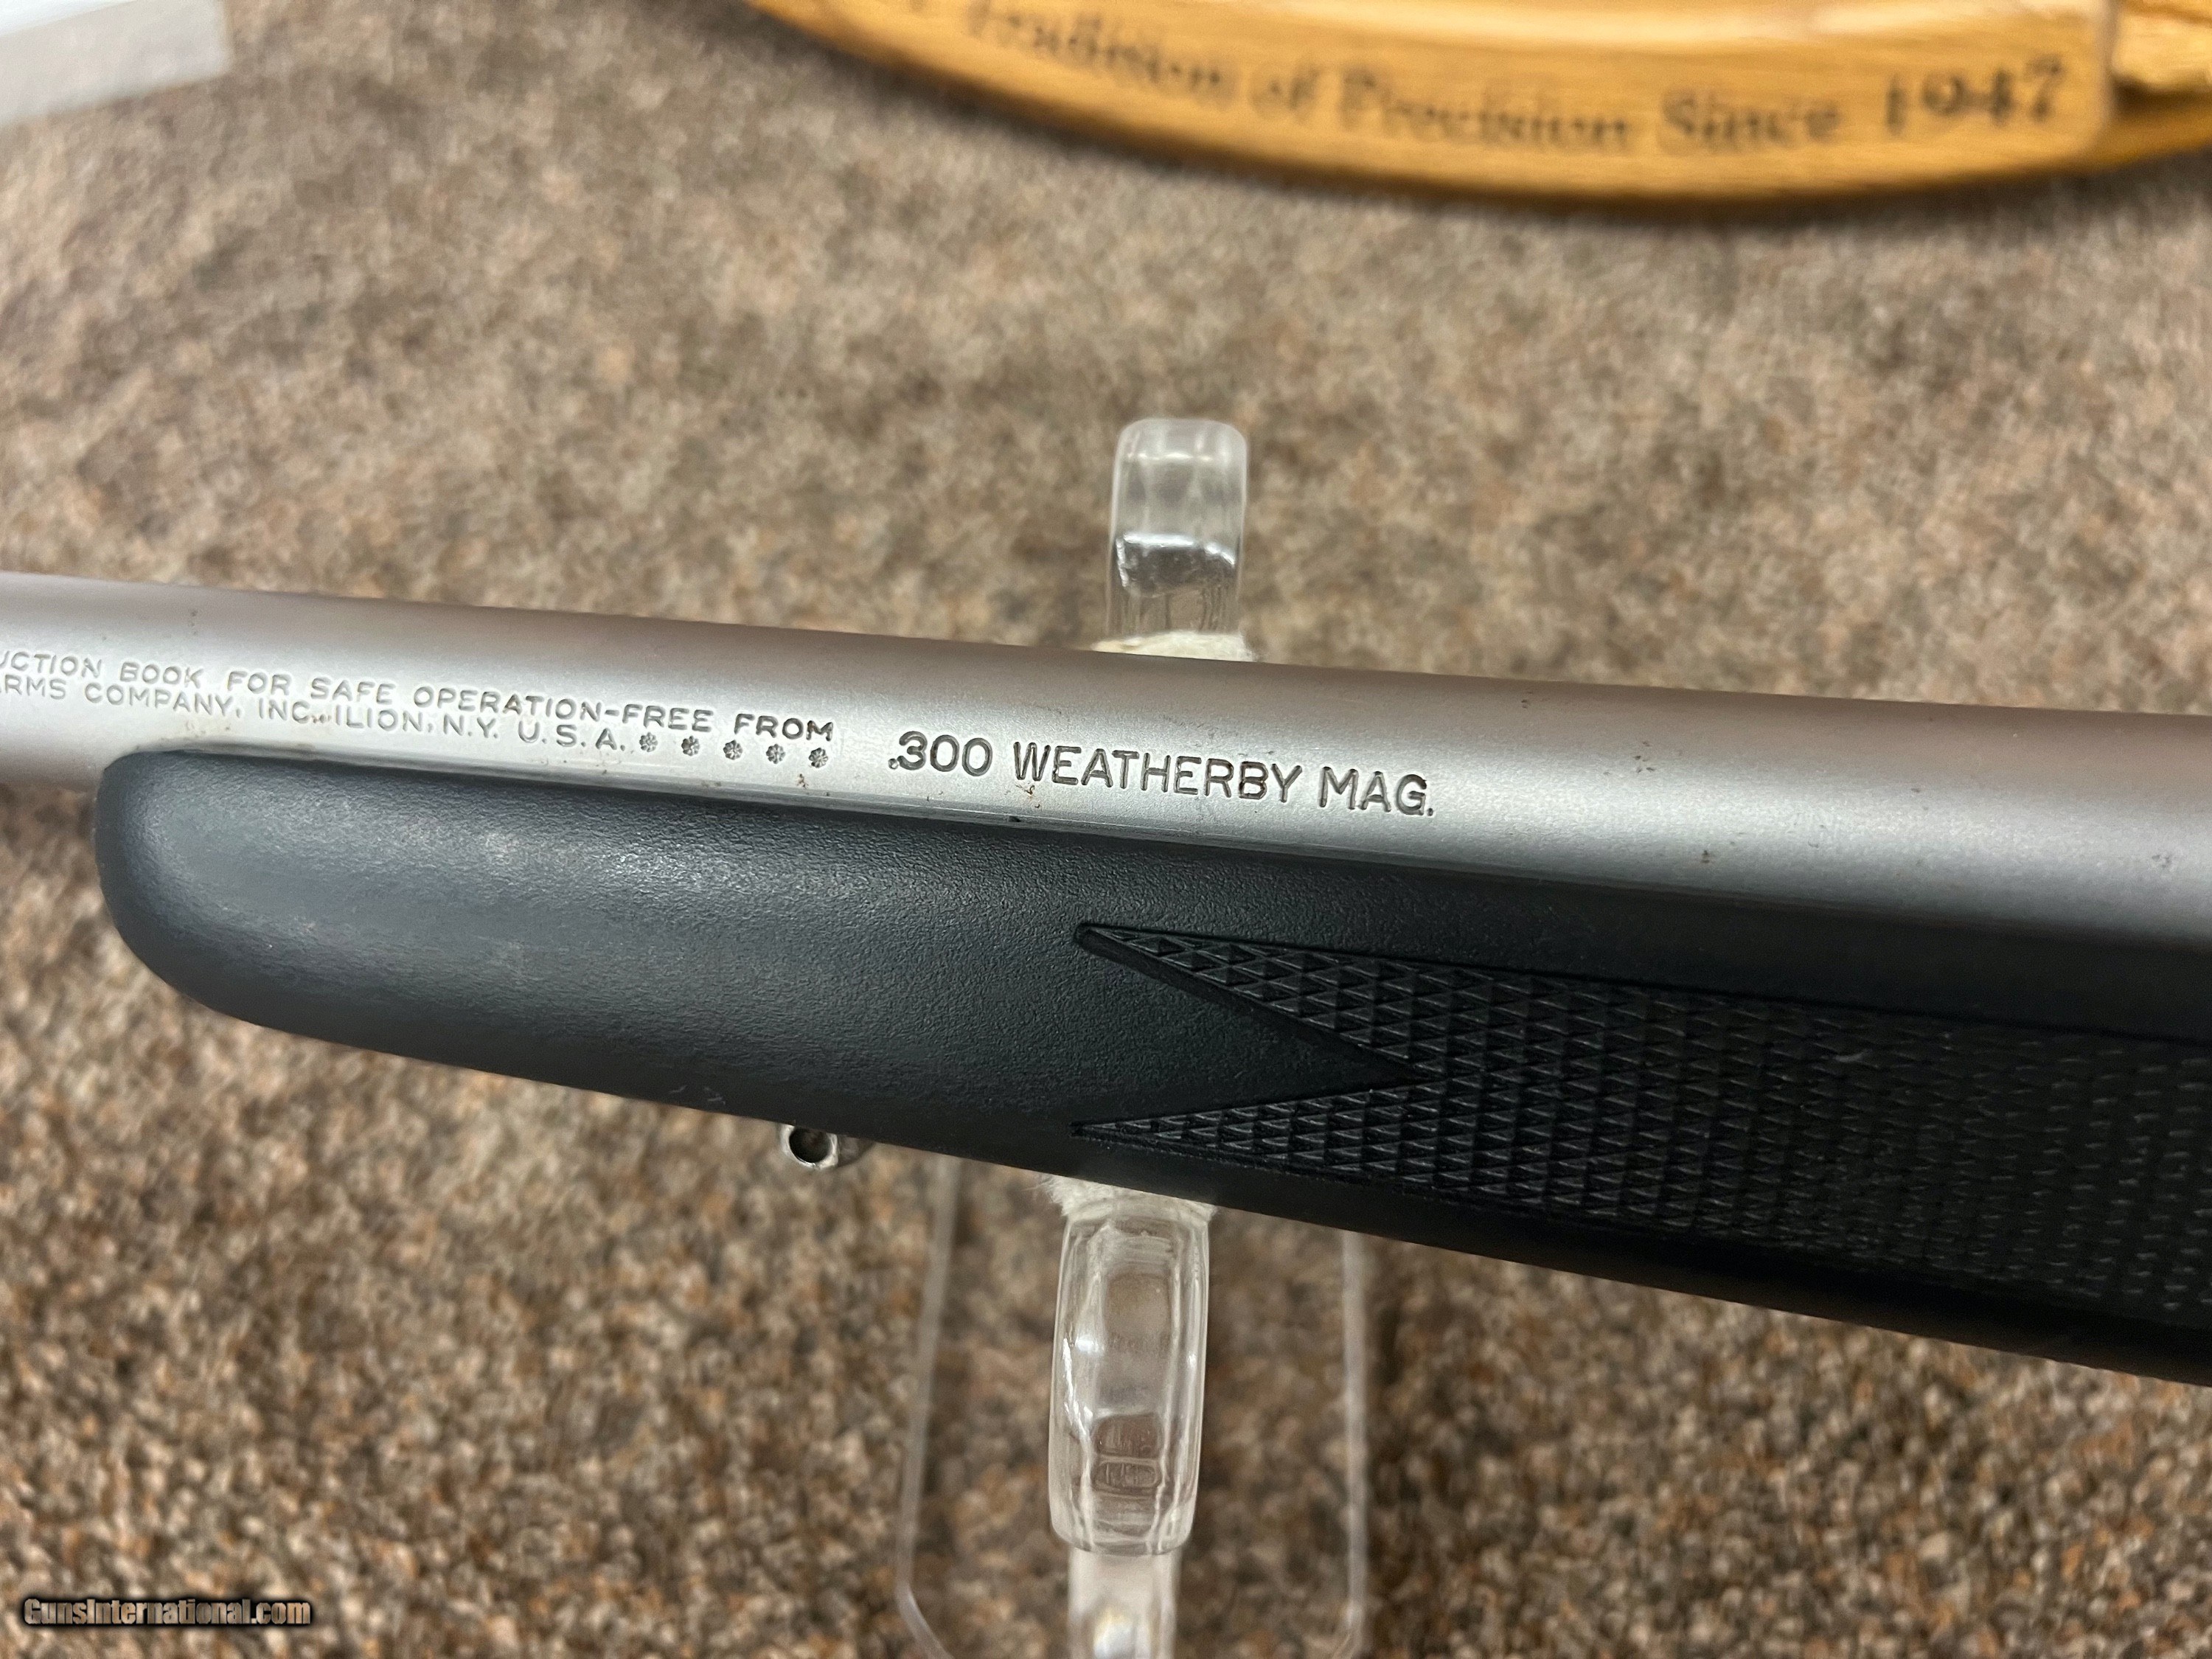 Tradition of Precision Since 1947
UCTION BOOK FOR SAFE OPERATION-FREE FROM
ARMS COMPANY, INC., ILION, N.Y. U.S.A. ✽ ✽ ✽ ✽ ✽
.300 WEATHERBY MAG.
GunsInternational.com